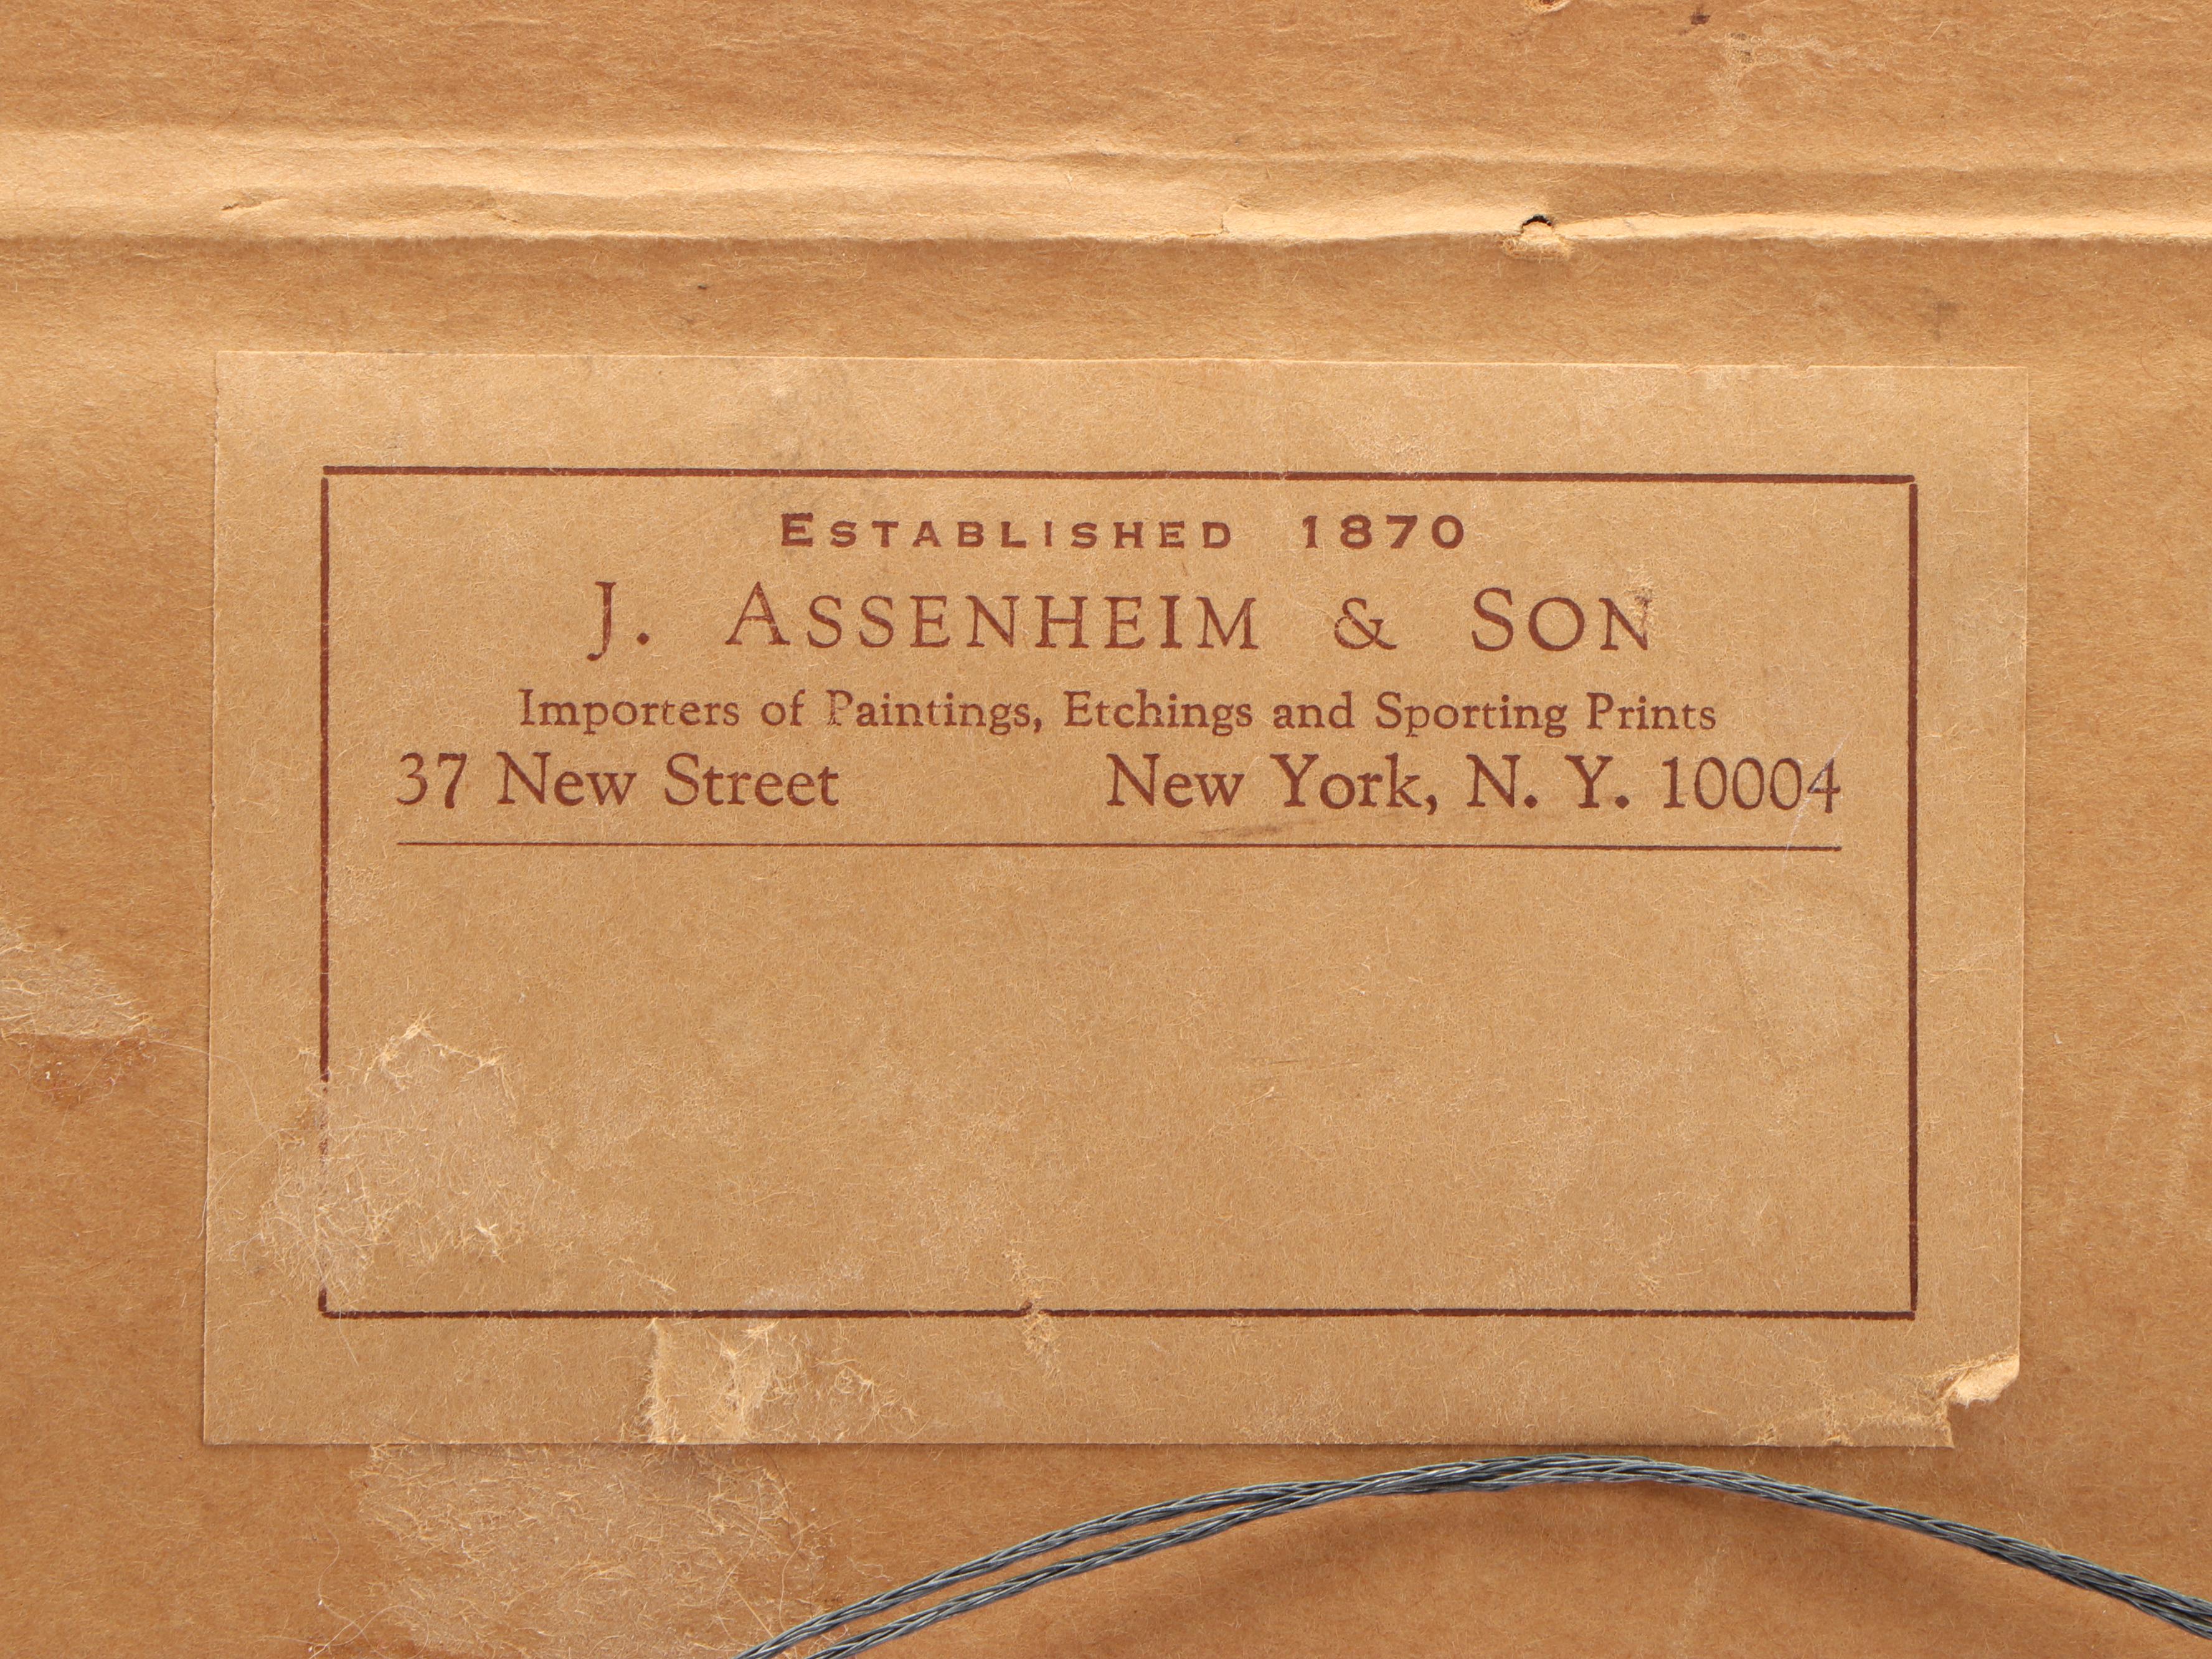 ESTABLISHED 1870
J. ASSENHEIM & SON
Importers of Paintings, Etchings and Sporting Prints
37 New Street New York, N. Y. 10004